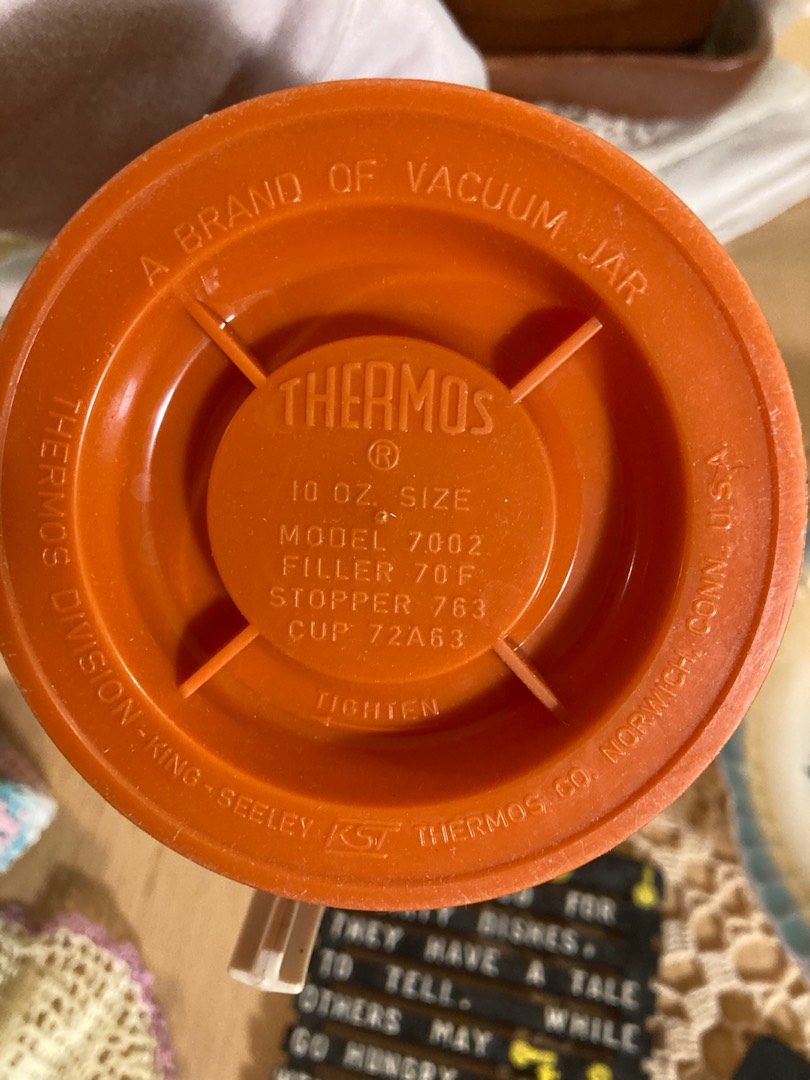 A BRAND OF VACUUM JAR
THERMOS
®
10 OZ. SIZE
MODEL 7002
FILLER 70F
STOPPER 763
CUP 72A63
TIGHTEN
THERMOS DIVISION-KING-SEELEY KST THERMOS CO. NORWICH, CONN., U.S.A.
FOR
DISHES,
THEY HAVE A TALE
TO TELL. WHILE
OTHERS MAY
GO HUNGRY